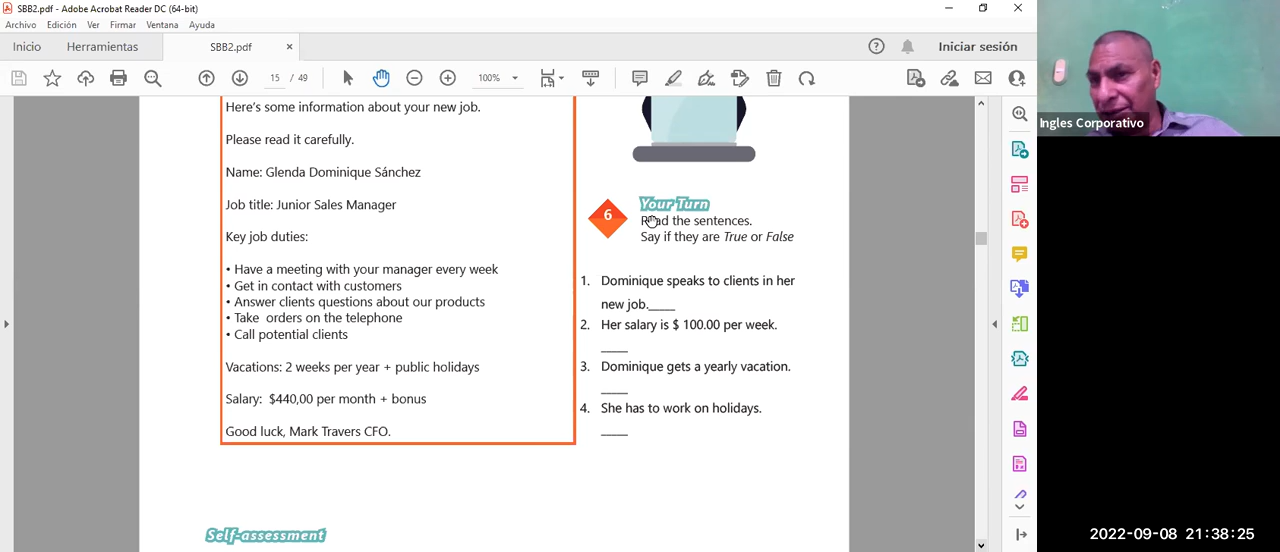 SBB2.pdf - Adobe Acrobat Reader DC (64-bit)
Archivo Edición Ver Firmar Ventana Ayuda
Inicio Herramientas SBB2.pdf × Iniciar sesión
15 / 49 100%
Here's some information about your new job.
Please read it carefully.
Name: Glenda Dominique Sánchez
Job title: Junior Sales Manager
Key job duties:
• Have a meeting with your manager every week
• Get in contact with customers
• Answer clients questions about our products
• Take orders on the telephone
• Call potential clients
Vacations: 2 weeks per year + public holidays
Salary: $440,00 per month + bonus
Good luck, Mark Travers CFO.
6 Your Turn
Read the sentences.
Say if they are True or False
1. Dominique speaks to clients in her
new job._____
2. Her salary is $ 100.00 per week.
_____
3. Dominique gets a yearly vacation.
_____
4. She has to work on holidays.
_____
Self-assessment
Ingles Corporativo
2022-09-08 21:38:25